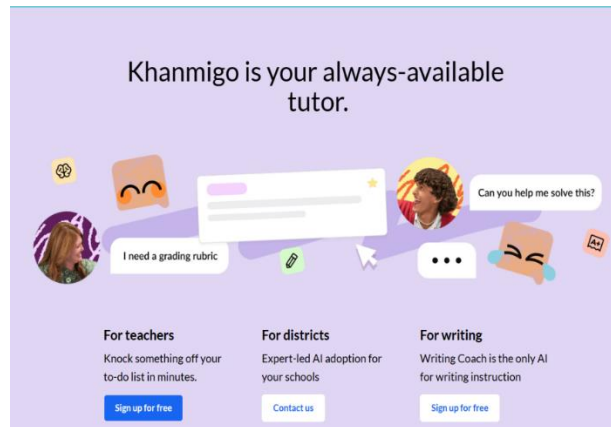 Khanmigo is your always-available
tutor.
Can you help me solve this?
A+
I need a grading rubric
For teachers
Knock something off your
to-do list in minutes.
Sign up for free
For districts
Expert-led AI adoption for
your schools
Contact us
For writing
Writing Coach is the only AI
for writing instruction
Sign up for free